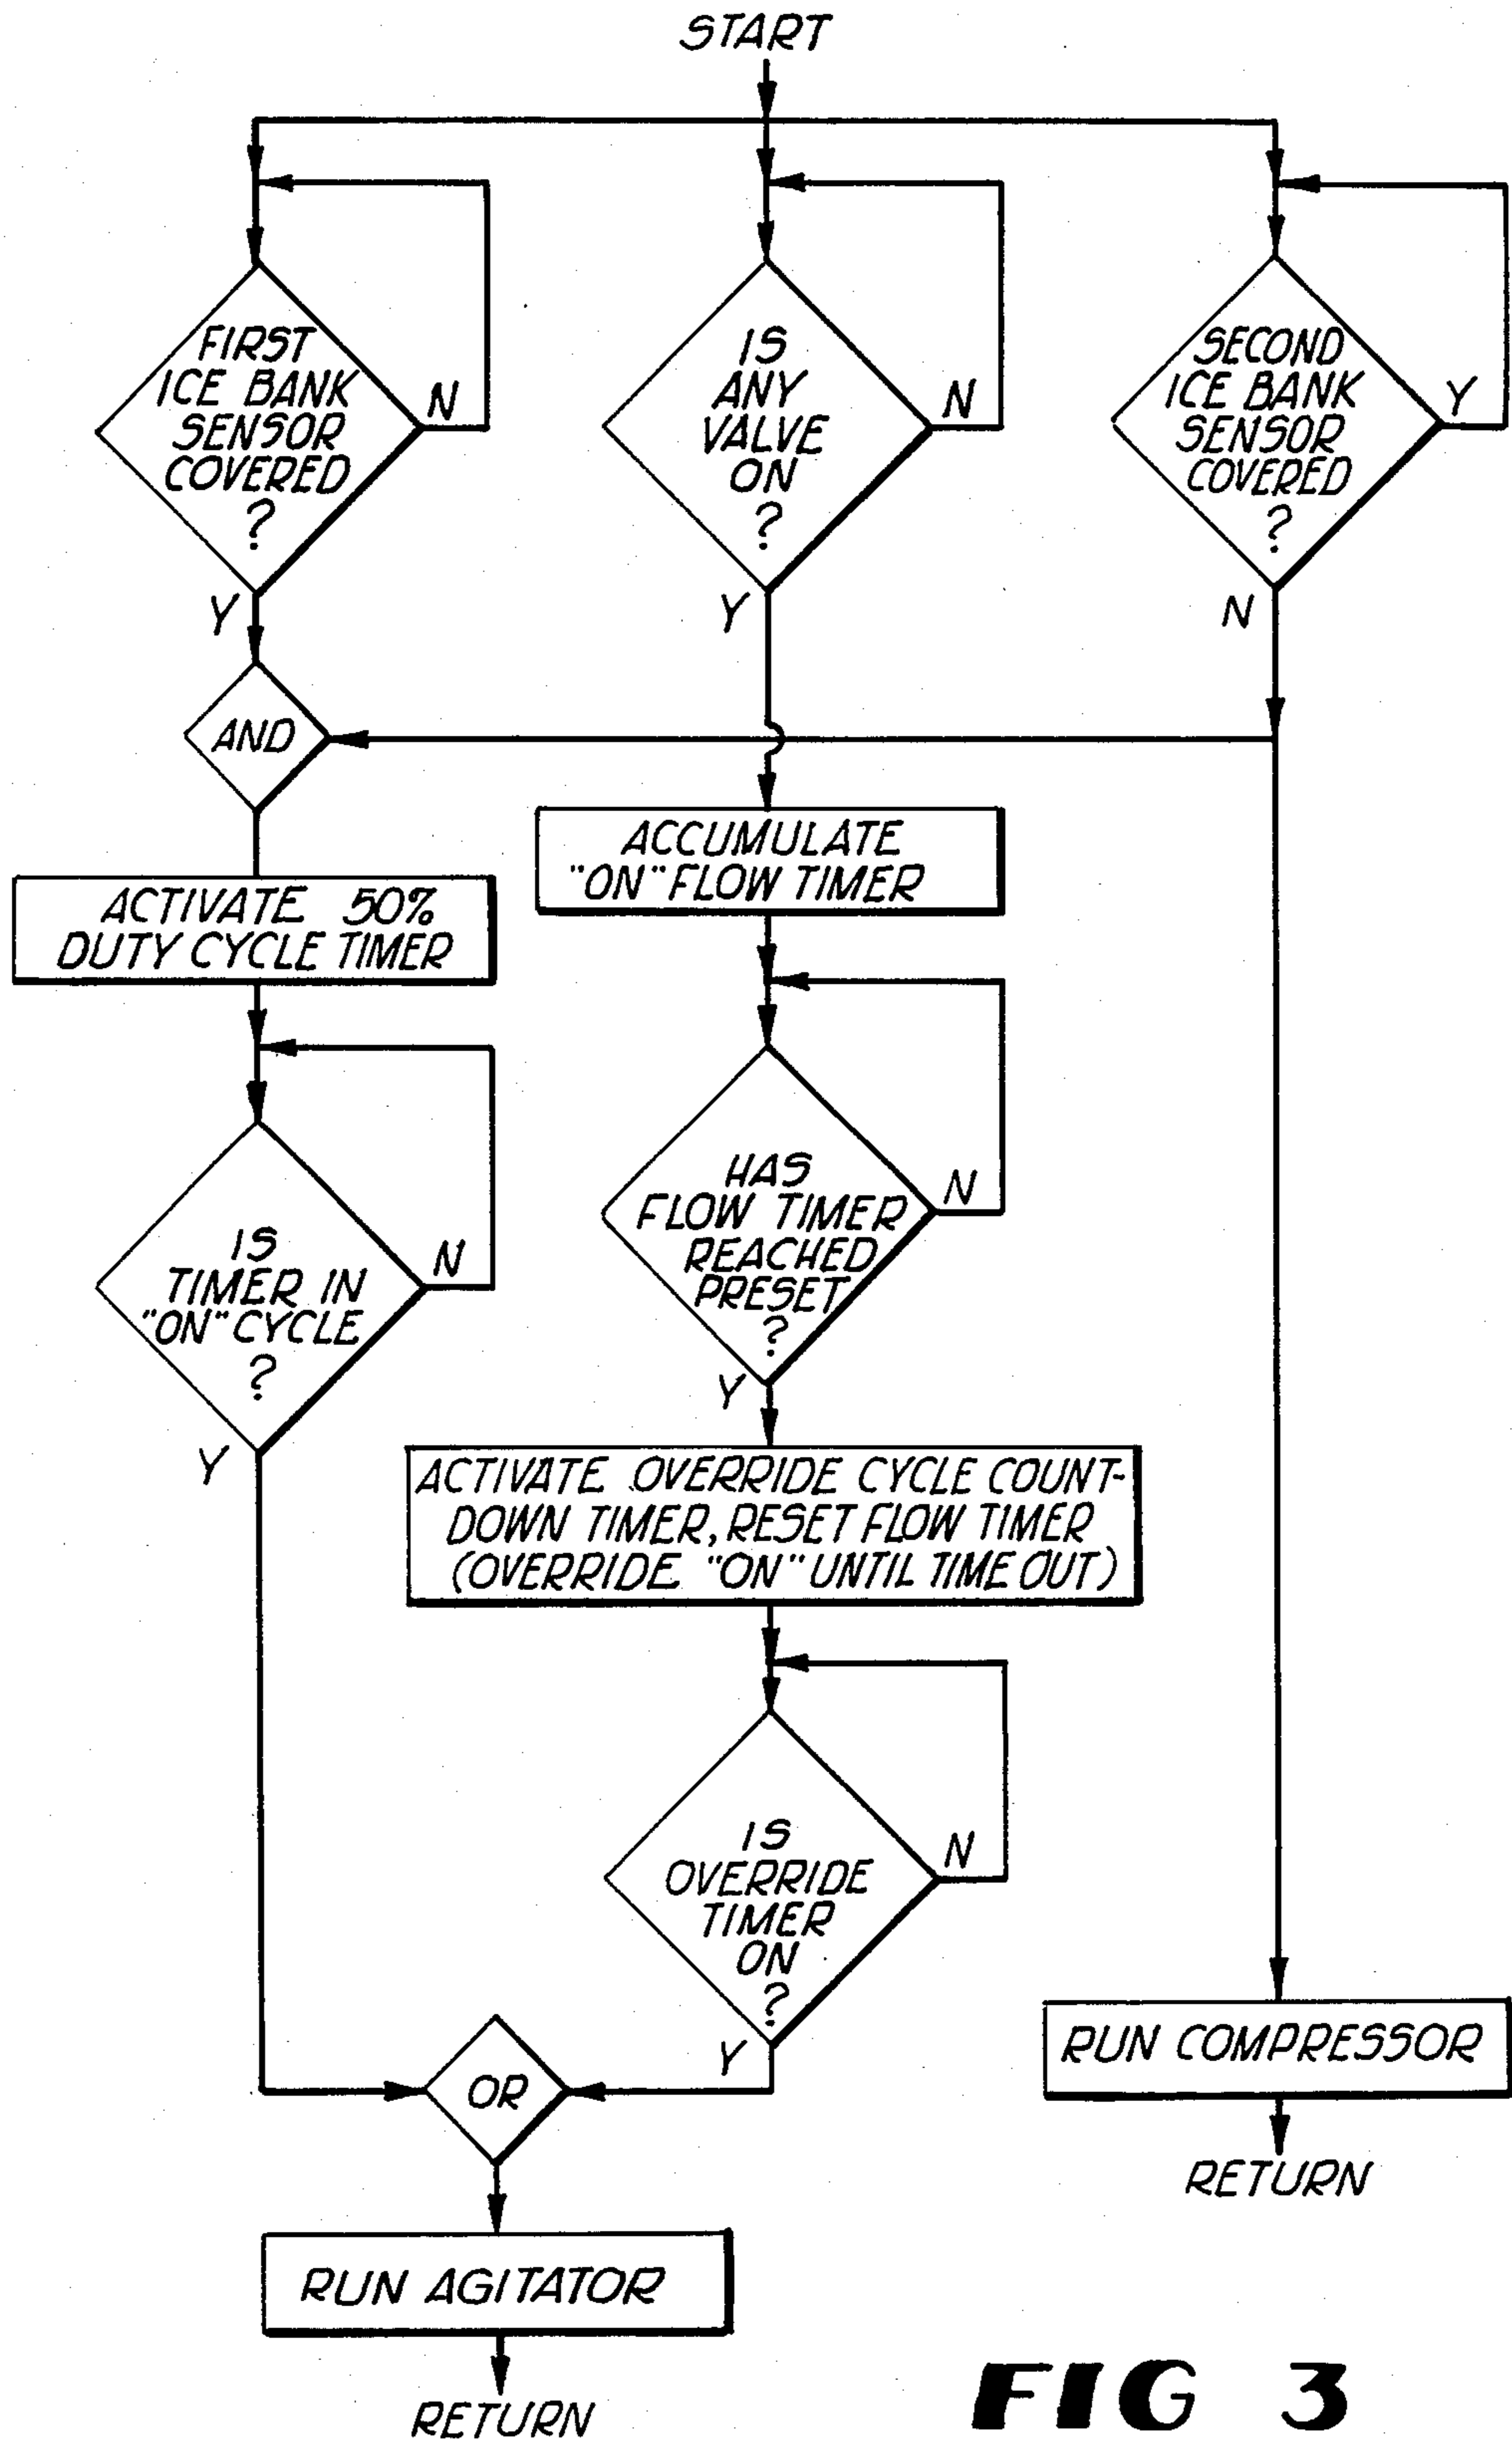 START
FIRST
ICE BANK
SENSOR
COVERED
?
N
Y
IS
ANY
VALVE
ON
?
N
Y
SECOND
ICE BANK
SENSOR
COVERED
?
Y
N
AND
ACCUMULATE
"ON" FLOW TIMER
ACTIVATE 50%
DUTY CYCLE TIMER
HAS
FLOW TIMER
REACHED
PRESET
?
N
Y
IS
TIMER IN
"ON" CYCLE
?
N
Y
ACTIVATE OVERRIDE CYCLE COUNT-
DOWN TIMER, RESET FLOW TIMER
(OVERRIDE "ON" UNTIL TIME OUT)
IS
OVERRIDE
TIMER
ON
?
N
Y
OR
RUN COMPRESSOR
RETURN
RUN AGITATOR
RETURN
FIG 3